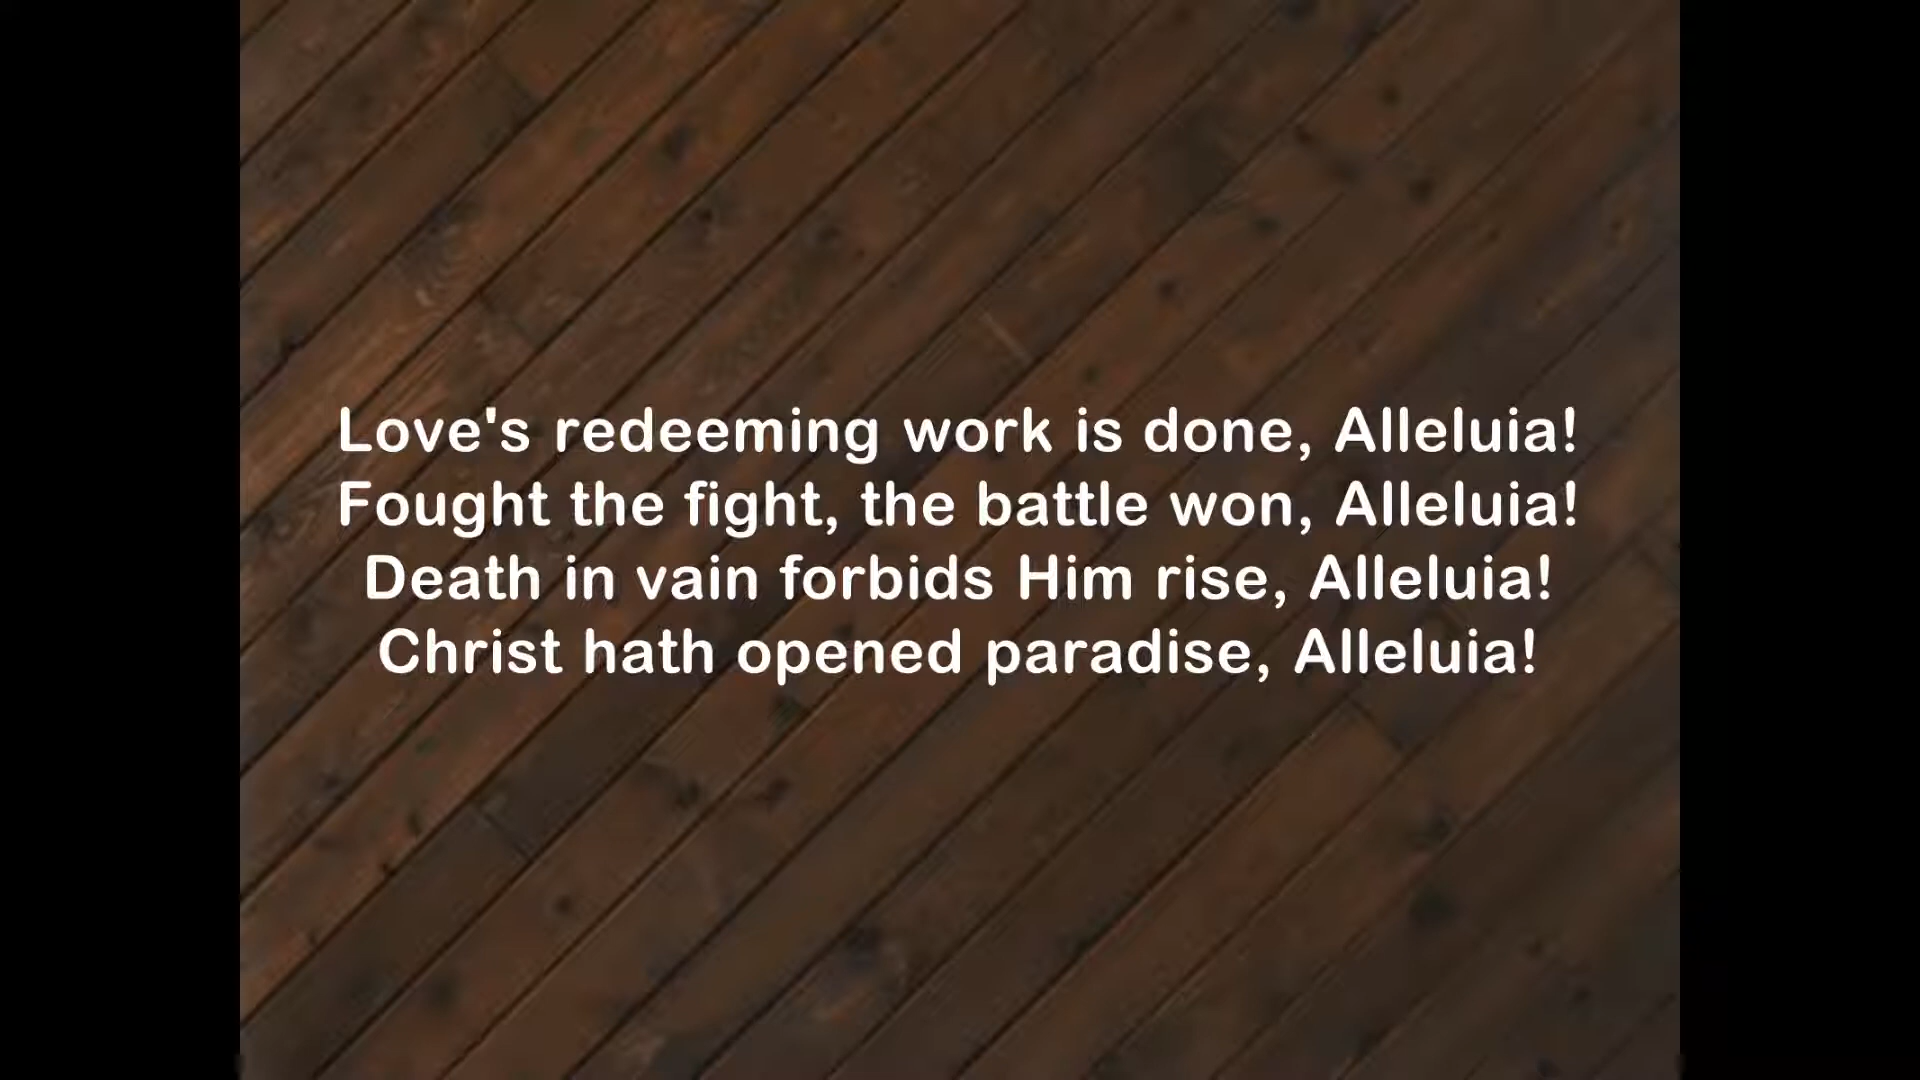 Love's redeeming work is done, Alleluia!
Fought the fight, the battle won, Alleluia!
Death in vain forbids Him rise, Alleluia!
Christ hath opened paradise, Alleluia!